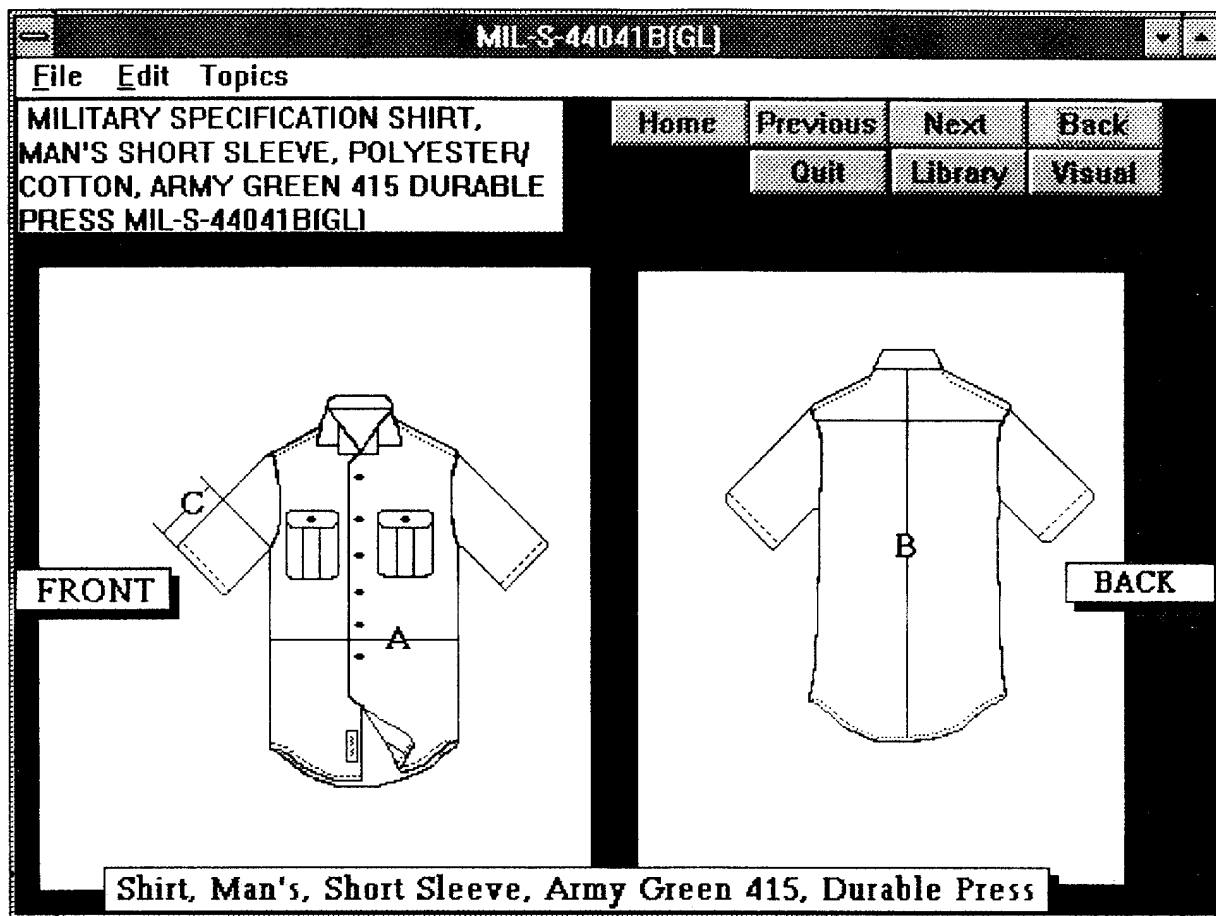 MIL-S-44041B(GL)
File Edit Topics
MILITARY SPECIFICATION SHIRT,
MAN'S SHORT SLEEVE, POLYESTER/
COTTON, ARMY GREEN 415 DURABLE
PRESS MIL-S-44041B(GL)
Home Previous Next Back
Quit Library Visual
C
B
FRONT
BACK
A
Shirt, Man's, Short Sleeve, Army Green 415, Durable Press